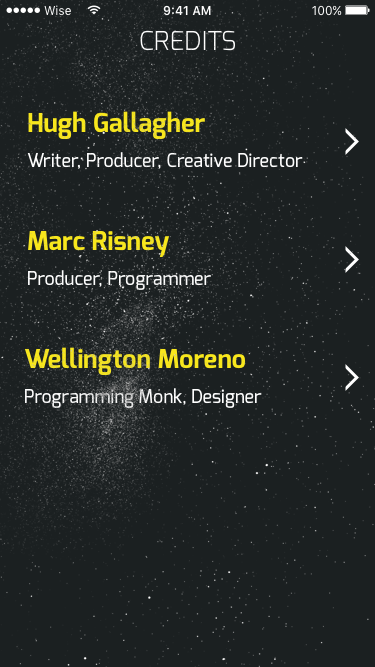 Wise 9:41 AM 100%
CREDITS
Hugh Gallagher
Writer, Producer, Creative Director
Marc Risney
Producer, Programmer
Wellington Moreno
Programming Monk, Designer